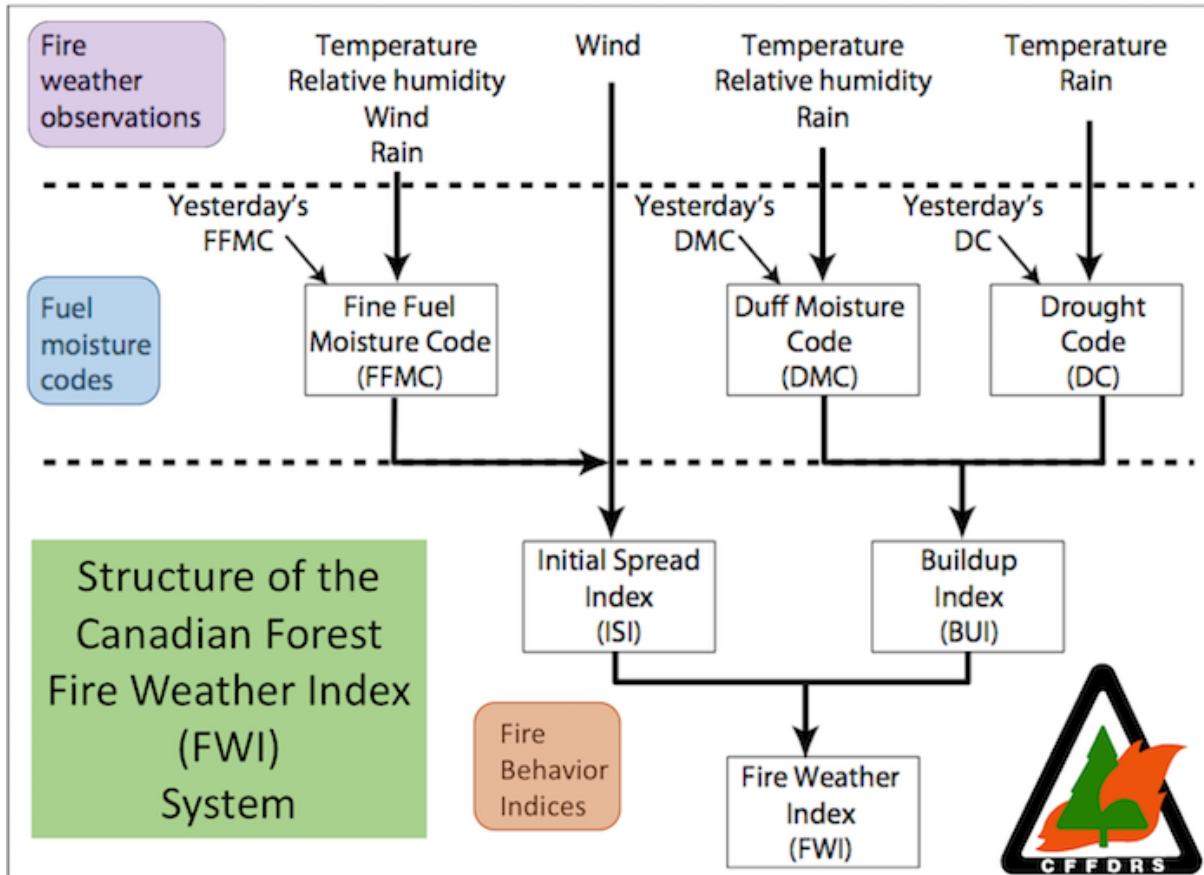 Fire
weather
observations
Temperature
Relative humidity
Wind
Rain
Wind
Temperature
Relative humidity
Rain
Temperature
Rain
Yesterday's
FFMC
Yesterday's
DMC
Yesterday's
DC
Fuel
moisture
codes
Fine Fuel
Moisture Code
(FFMC)
Duff Moisture
Code
(DMC)
Drought
Code
(DC)
Structure of the
Canadian Forest
Fire Weather Index
(FWI)
System
Initial Spread
Index
(ISI)
Buildup
Index
(BUI)
Fire
Behavior
Indices
Fire Weather
Index
(FWI)
CFFDRS